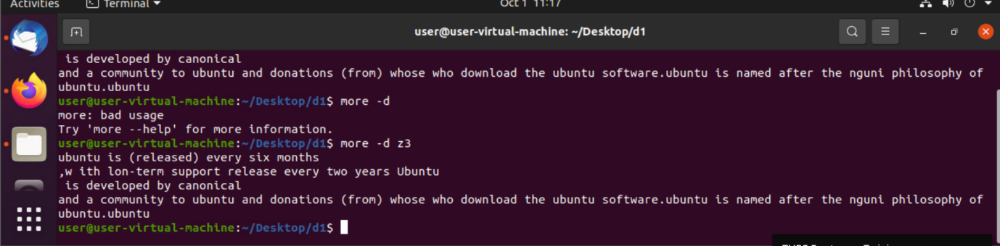 Activities
Terminal
Oct 1 11:17
user@user-virtual-machine: ~/Desktop/d1
is developed by canonical
and a community to ubuntu and donations (from) whose who download the ubuntu software.ubuntu is named after the nguni philosophy of
ubuntu.ubuntu
user@user-virtual-machine:~/Desktop/d1$ more -d
more: bad usage
Try 'more --help' for more information.
user@user-virtual-machine:~/Desktop/d1$ more -d z3
ubuntu is (released) every six months
,w ith lon-term support release every two years Ubuntu
is developed by canonical
and a community to ubuntu and donations (from) whose who download the ubuntu software.ubuntu is named after the nguni philosophy of
ubuntu.ubuntu
user@user-virtual-machine:~/Desktop/d1$